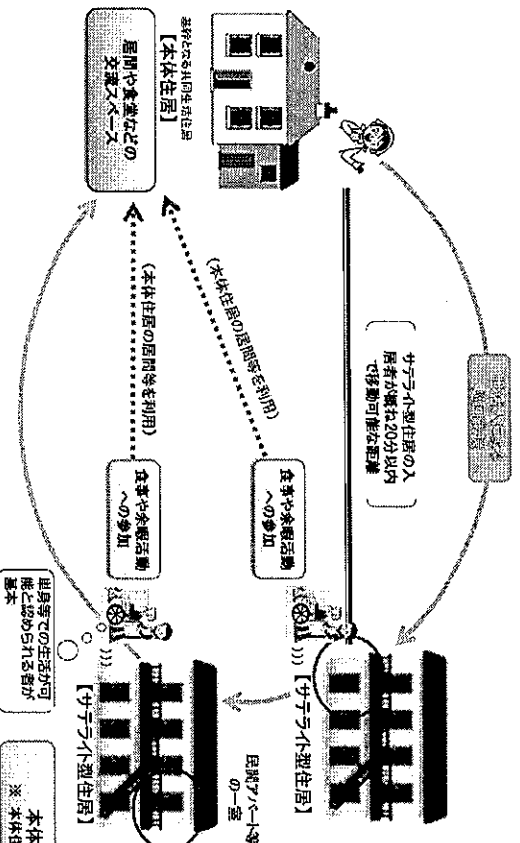 基幹となる共同生活住居
【本体住居】
居間や食堂などの
交流スペース
サテライト型住居の入
居者が概ね20分以内
で移動可能な距離
(本体住居の居間等を利用)
(本体住居の居間等を利用)
食事や余暇活動
への参加
食事や余暇活動
への参加
【サテライト型住居】
【サテライト型住居】
民間アパート等
の一室
単身等での生活が可
能と認められる者が
基本
本体
※ 本体住